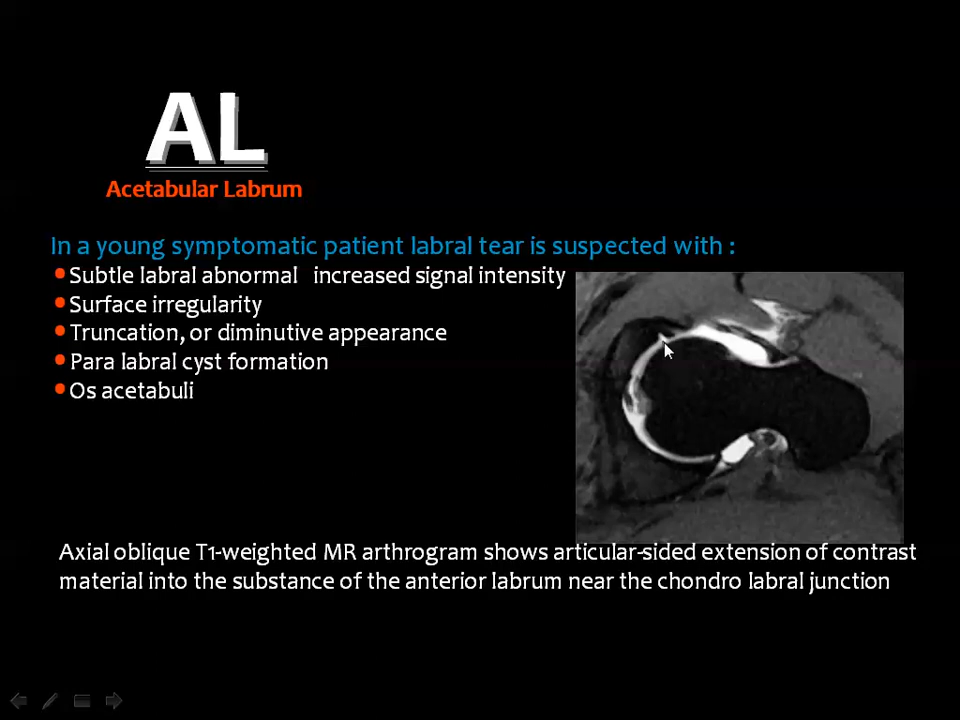 AL
Acetabular Labrum
In a young symptomatic patient labral tear is suspected with :
• Subtle labral abnormal increased signal intensity
• Surface irregularity
• Truncation, or diminutive appearance
• Para labral cyst formation
• Os acetabuli
Axial oblique T1-weighted MR arthrogram shows articular-sided extension of contrast
material into the substance of the anterior labrum near the chondro labral junction